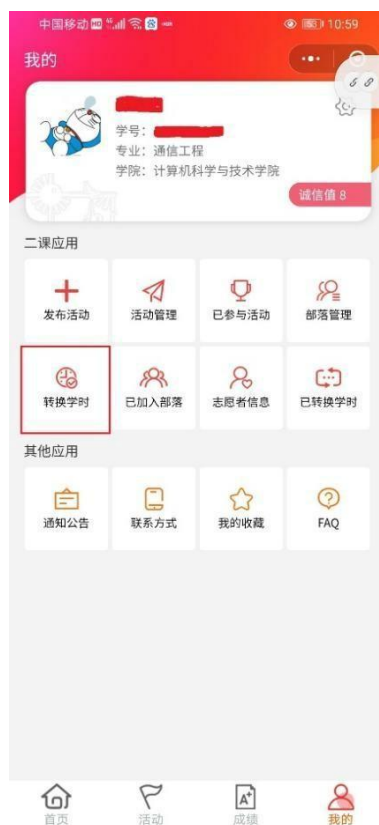 中国移动 HD 10:59
我的
学号：
专业：通信工程
学院：计算机科学与技术学院
诚信值 8
二课应用
发布活动 活动管理 已参与活动 部落管理
转换学时 已加入部落 志愿者信息 已转换学时
其他应用
通知公告 联系方式 我的收藏 FAQ
首页 活动 成绩 我的